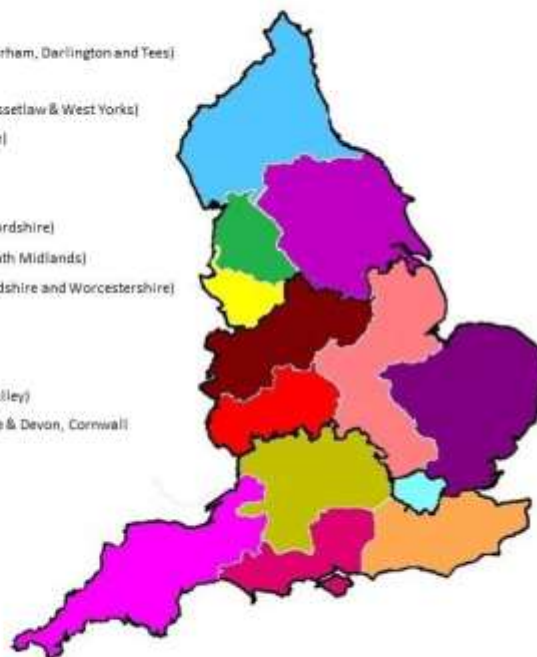 rham, Darlington and Tees)
ssetlaw & West Yorks)
e)
rdshire)
th Midlands)
dshire and Worcestershire)
lley)
e & Devon, Cornwall